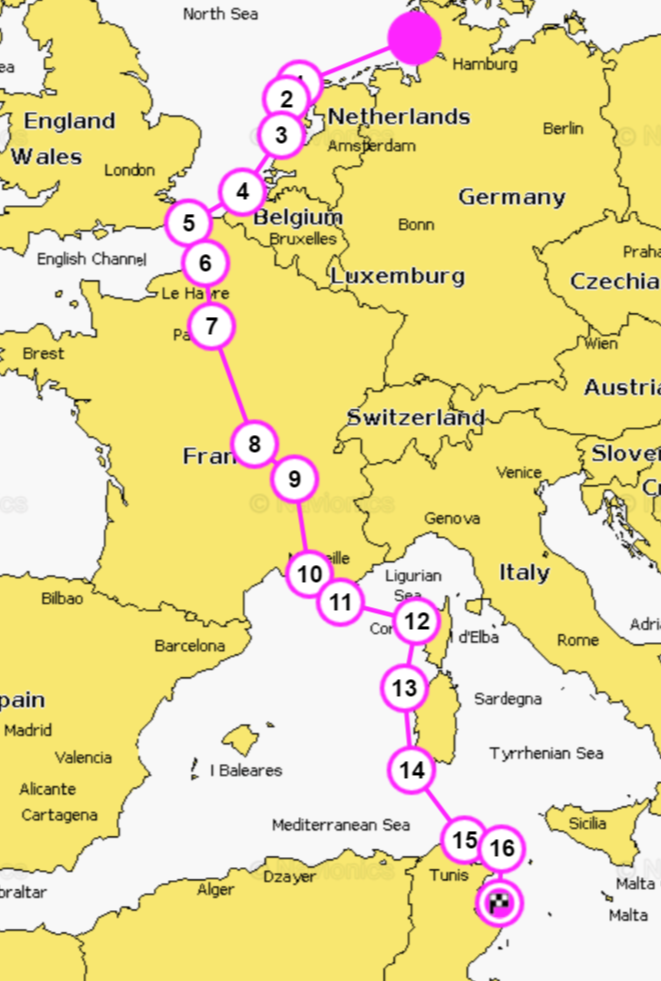 North Sea
ea
Hamburg
1
2
Netherlands
England
3
Berlin
© N
Wales
Amsterdam
London
4
Germany
5
Belgium
Bonn
Bruxelles
English Channel
6
Praha
Luxemburg
Czechia
Le Havre
7
Pa
Brest
Wien
Austria
Switzerland
8
Fran
Slove
Venice
9
C
cs
© Navionics
© N
Genova
Marseille
10
Italy
Ligurian
Sea
Bilbao
11
12
Cor
d'Elba
Adri
Barcelona
Rome
13
pain
Sardegna
Madrid
Valencia
Tyrrhenian Sea
14
I Baleares
Alicante
Cartagena
Mediterranean Sea
Sicilia
15
16
braltar
Alger
Dzayer
Tunis
Malta
Malta